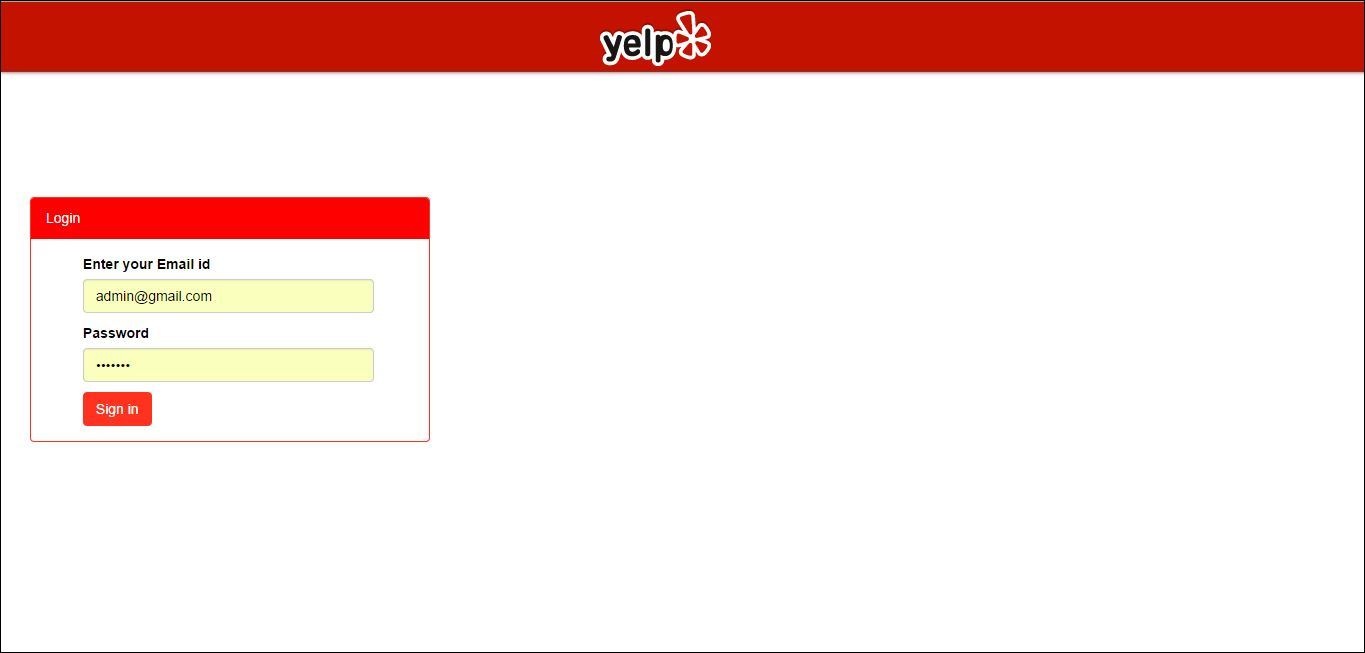 yelp
Login
Enter your Email id
admin@gmail.com
Password
•••••••
Sign in